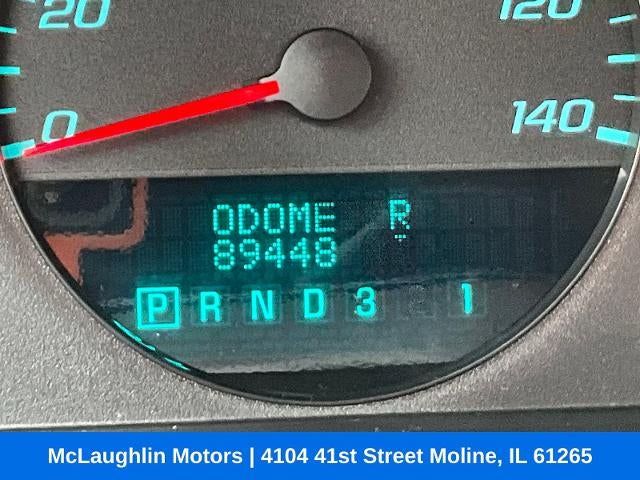 20 120
0 140
ODOME R
89448
P R N D 3 1
McLaughlin Motors | 4104 41st Street Moline, IL 61265